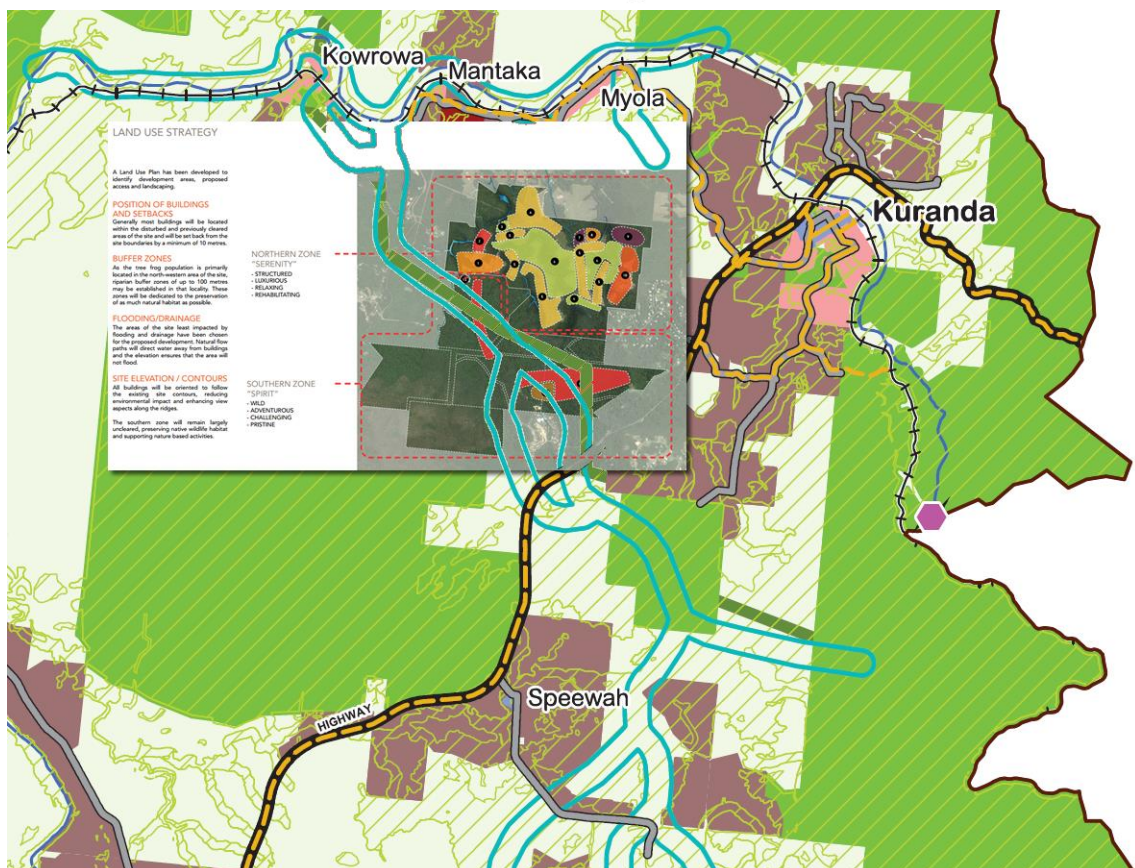 Kowrowa
Mantaka
Myola
Kuranda
LAND USE STRATEGY
A Land Use Plan has been developed to
identify development areas, proposed
access and landscaping.
POSITION OF BUILDINGS
AND SETBACKS
Generally most buildings will be located
within the disturbed and previously cleared
areas of the site and will be set back from the
site boundaries by a minimum of 10 metres.
BUFFER ZONES
As the tree frog population is primarily
located in the north-western area of the site,
riparian buffer zones of up to 100 metres
may be established in that locality. These
zones will be dedicated to the preservation
of as much natural habitat as possible.
FLOODING/DRAINAGE
The areas of the site least impacted by
flooding and drainage have been chosen
for the proposed development. Natural flow
paths will direct water away from buildings
and the elevation ensures that the area will
not flood.
SITE ELEVATION / CONTOURS
All buildings will be oriented to follow
the existing site contours, reducing
environmental impact and enhancing view
aspects along the ridges.
The southern zone will remain largely
uncleared, preserving native wildlife habitat
and supporting nature based activities.
NORTHERN ZONE
"SERENITY"
- STRUCTURED
- LUXURIOUS
- RELAXING
- REHABILITATING
SOUTHERN ZONE
"SPIRIT"
- WILD
- ADVENTUROUS
- CHALLENGING
- PRISTINE
Speewah
HIGHWAY